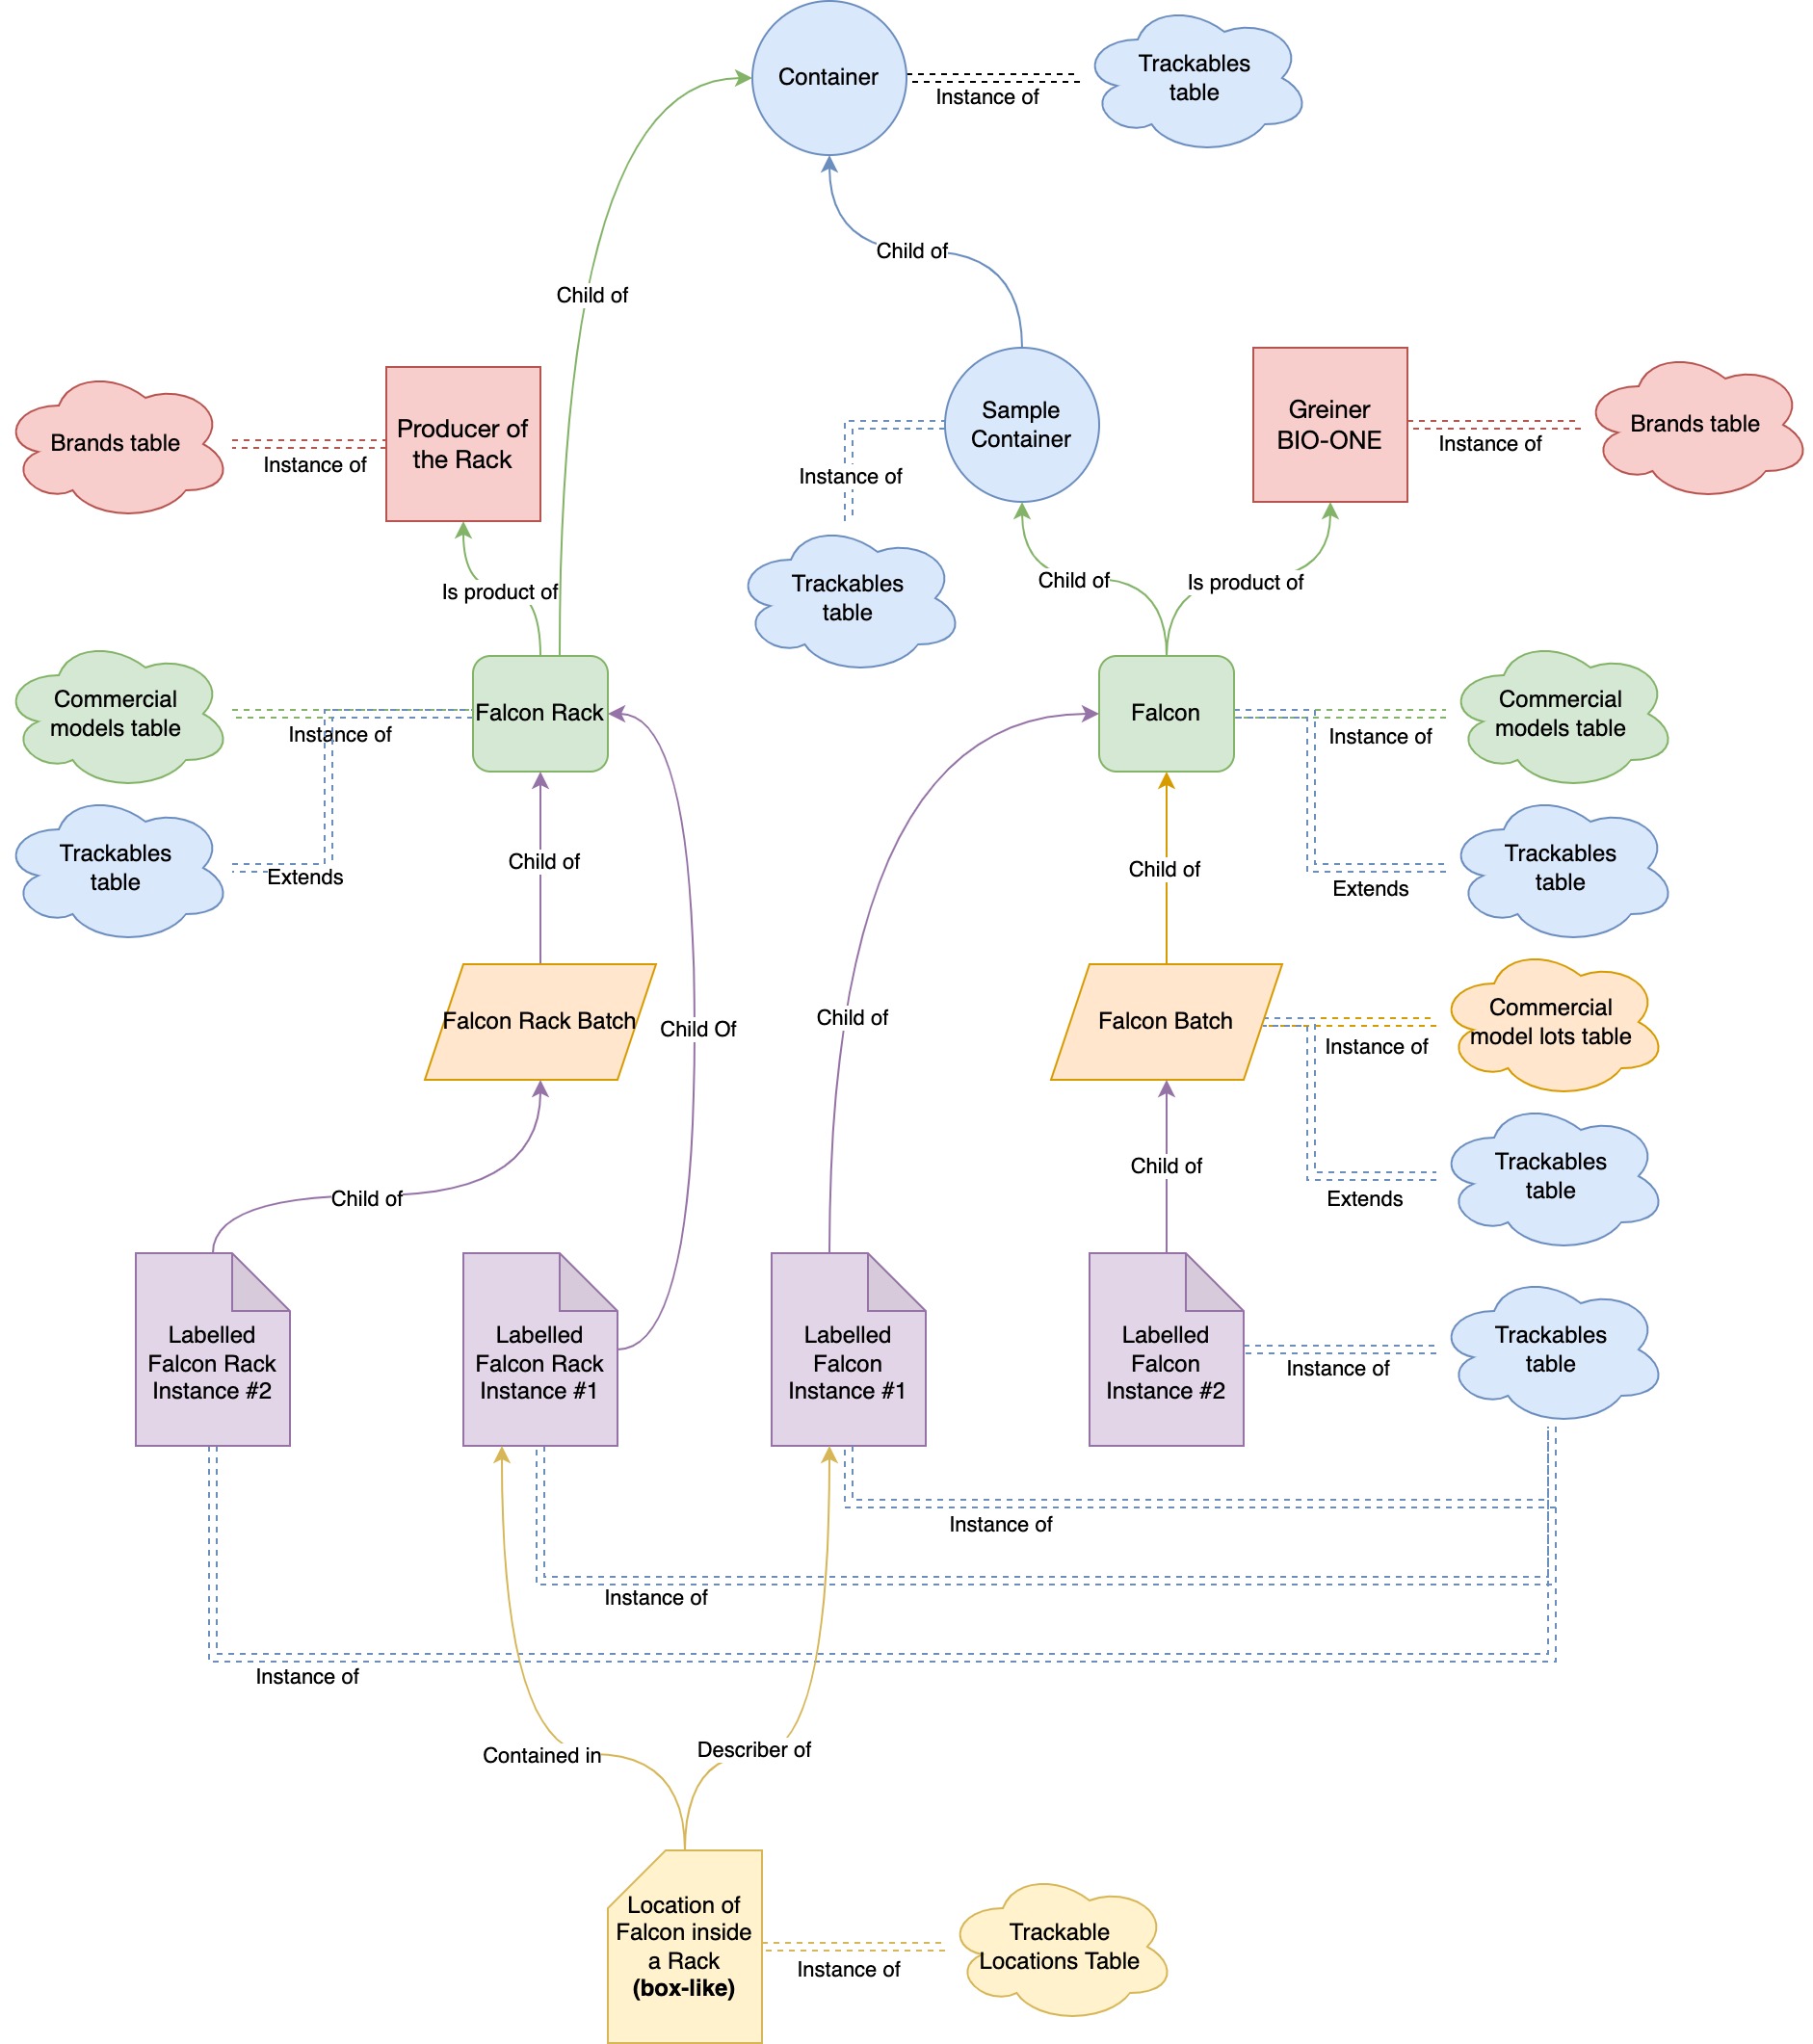 Container
Trackables
table
Instance of
Child of
Child of
Brands table
Instance of
Producer of
the Rack
Sample
Container
Instance of
Trackables
table
Greiner
BIO-ONE
Instance of
Brands table
Is product of
Child of
Is product of
Commercial
models table
Instance of
Falcon Rack
Trackables
table
Extends
Falcon
Instance of
Commercial
models table
Extends
Trackables
table
Child of
Child of
Falcon Rack Batch
Child Of
Child of
Falcon Batch
Instance of
Commercial
model lots table
Extends
Trackables
table
Child of
Child of
Labelled
Falcon Rack
Instance #2
Labelled
Falcon Rack
Instance #1
Labelled
Falcon
Instance #1
Labelled
Falcon
Instance #2
Instance of
Trackables
table
Instance of
Instance of
Instance of
Contained in
Describer of
Location of
Falcon inside
a Rack
(box-like)
Instance of
Trackable
Locations Table